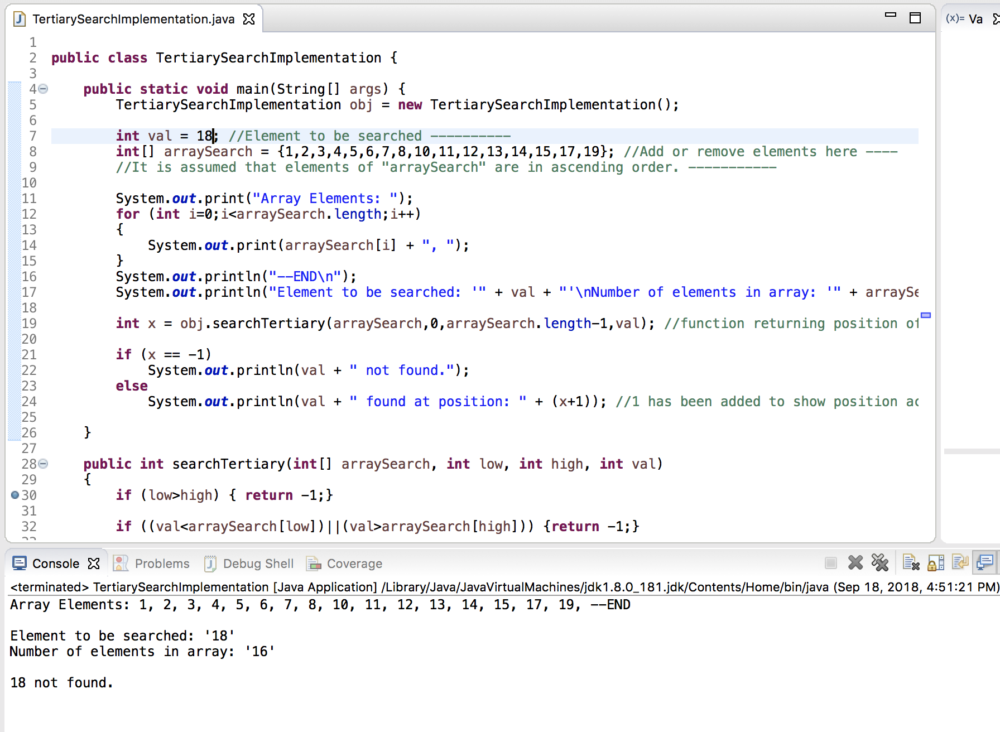 TertiarySearchImplementation.java
(x)= Va
1
2 public class TertiarySearchImplementation {
3
4 public static void main(String[] args) {
5 TertiarySearchImplementation obj = new TertiarySearchImplementation();
6
7 int val = 18; //Element to be searched ----------
8 int[] arraySearch = {1,2,3,4,5,6,7,8,10,11,12,13,14,15,17,19}; //Add or remove elements here ----
9 //It is assumed that elements of "arraySearch" are in ascending order. -----------
10
11 System.out.print("Array Elements: ");
12 for (int i=0;i<arraySearch.length;i++)
13 {
14 System.out.print(arraySearch[i] + ", ");
15 }
16 System.out.println("--END\n");
17 System.out.println("Element to be searched: '" + val + "'\nNumber of elements in array: '" + arraySe
18
19 int x = obj.searchTertiary(arraySearch,0,arraySearch.length-1,val); //function returning position of
20
21 if (x == -1)
22 System.out.println(val + " not found.");
23 else
24 System.out.println(val + " found at position: " + (x+1)); //1 has been added to show position ac
25
26 }
27
28 public int searchTertiary(int[] arraySearch, int low, int high, int val)
29 {
30 if (low>high) { return -1;}
31
32 if ((val<arraySearch[low])||(val>arraySearch[high])) {return -1;}
Console Problems Debug Shell Coverage
<terminated> TertiarySearchImplementation [Java Application] /Library/Java/JavaVirtualMachines/jdk1.8.0_181.jdk/Contents/Home/bin/java (Sep 18, 2018, 4:51:21 PM)
Array Elements: 1, 2, 3, 4, 5, 6, 7, 8, 10, 11, 12, 13, 14, 15, 17, 19, --END
Element to be searched: '18'
Number of elements in array: '16'
18 not found.